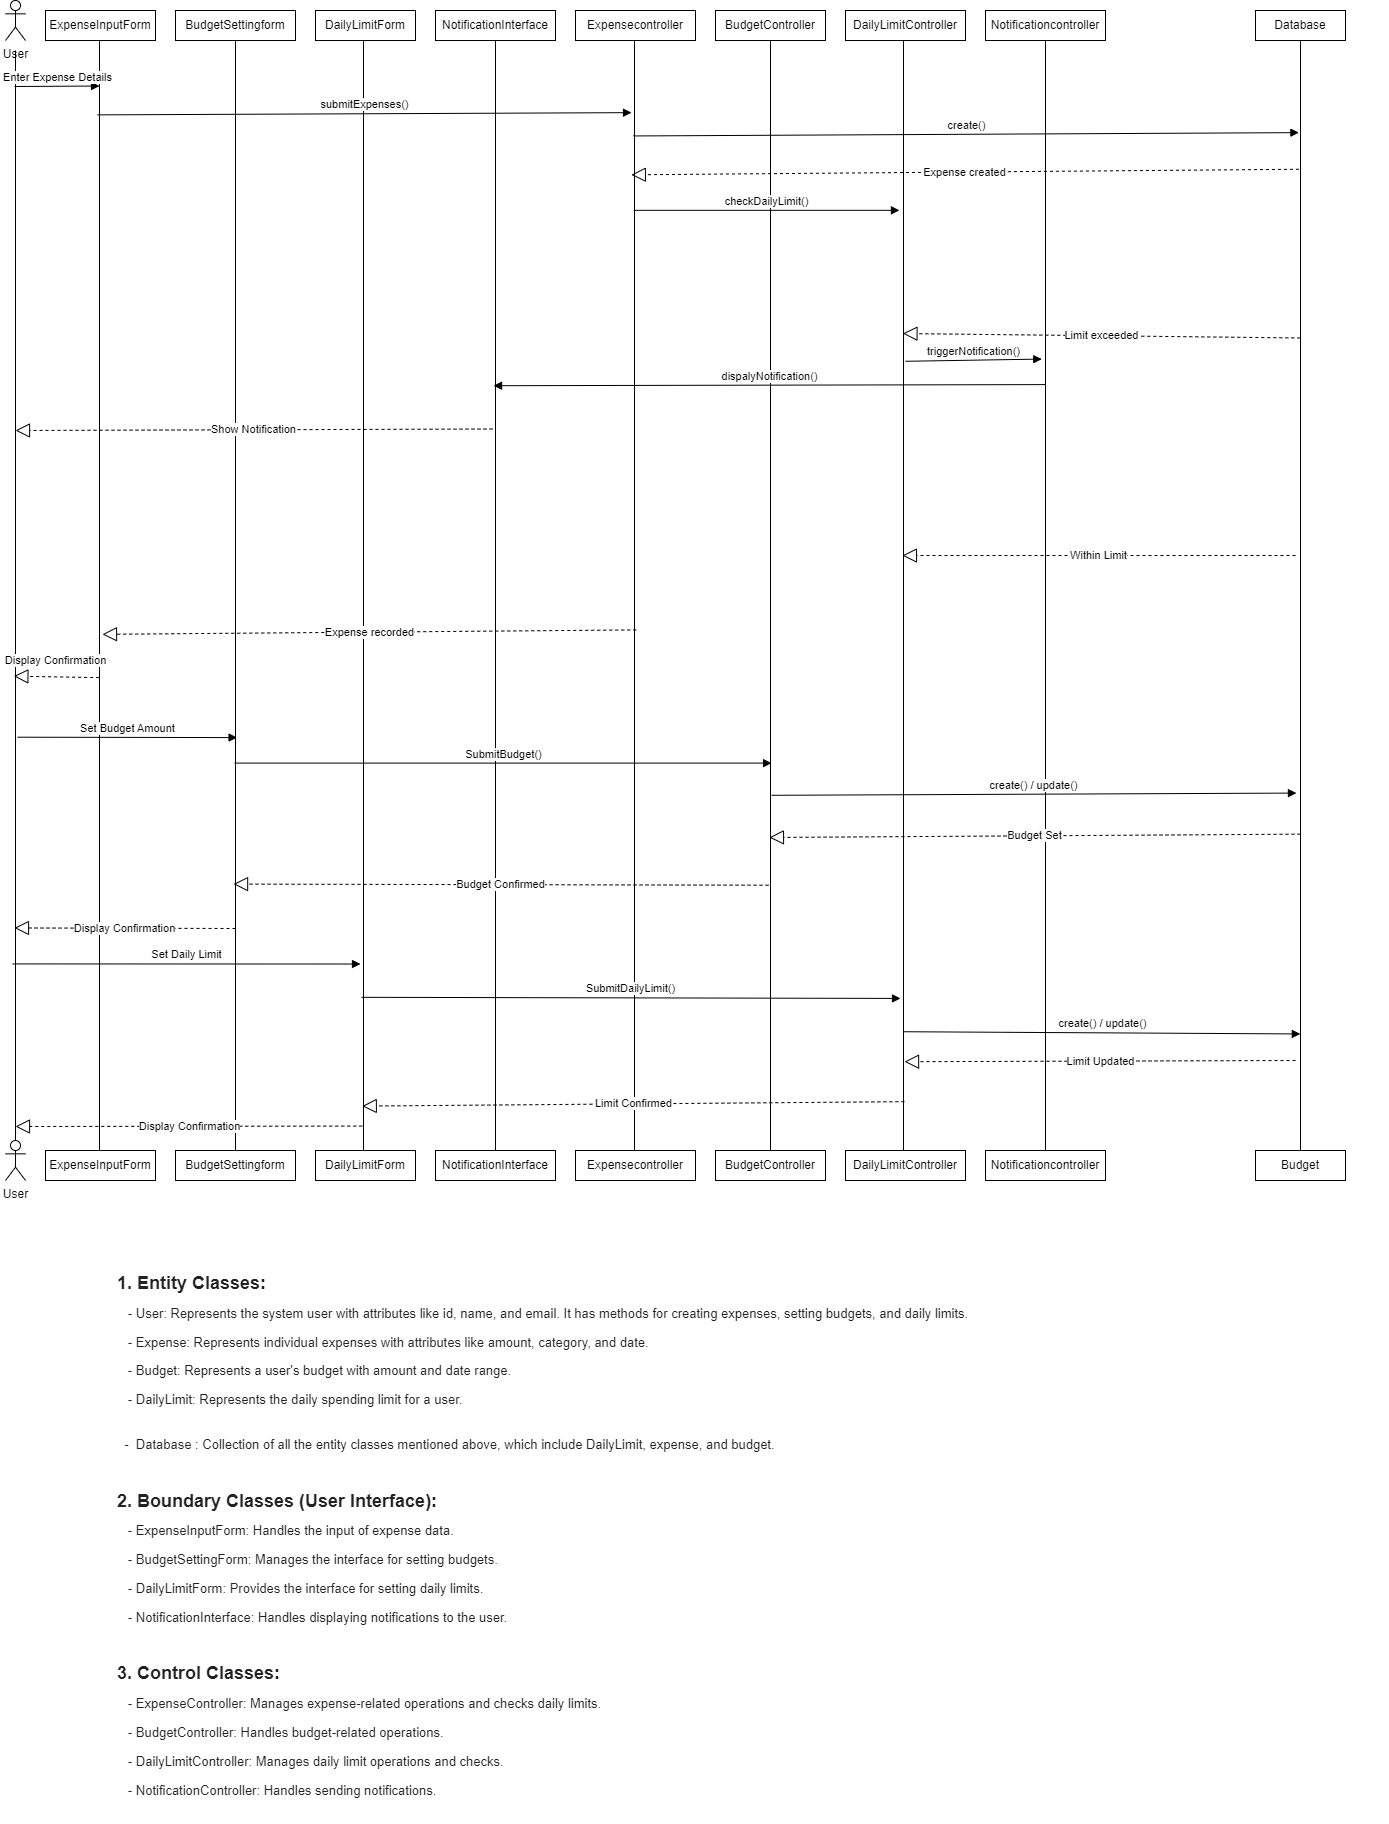 ExpenseInputForm BudgetSettingform DailyLimitForm NotificationInterface Expensecontroller BudgetController DailyLimitController Notificationcontroller Database
User
Enter Expense Details
submitExpenses()
create()
Expense created
checkDailyLimit()
Limit exceeded
triggerNotification()
dispalyNotification()
Show Notification
Within Limit
Expense recorded
Display Confirmation
Set Budget Amount
SubmitBudget()
create() / update()
Budget Set
Budget Confirmed
Display Confirmation
Set Daily Limit
SubmitDailyLimit()
create() / update()
Limit Updated
Limit Confirmed
Display Confirmation
ExpenseInputForm BudgetSettingform DailyLimitForm NotificationInterface Expensecontroller BudgetController DailyLimitController Notificationcontroller Budget
User
1. Entity Classes:
- User: Represents the system user with attributes like id, name, and email. It has methods for creating expenses, setting budgets, and daily limits.
- Expense: Represents individual expenses with attributes like amount, category, and date.
- Budget: Represents a user's budget with amount and date range.
- DailyLimit: Represents the daily spending limit for a user.
- Database : Collection of all the entity classes mentioned above, which include DailyLimit, expense, and budget.
2. Boundary Classes (User Interface):
- ExpenseInputForm: Handles the input of expense data.
- BudgetSettingForm: Manages the interface for setting budgets.
- DailyLimitForm: Provides the interface for setting daily limits.
- NotificationInterface: Handles displaying notifications to the user.
3. Control Classes:
- ExpenseController: Manages expense-related operations and checks daily limits.
- BudgetController: Handles budget-related operations.
- DailyLimitController: Manages daily limit operations and checks.
- NotificationController: Handles sending notifications.